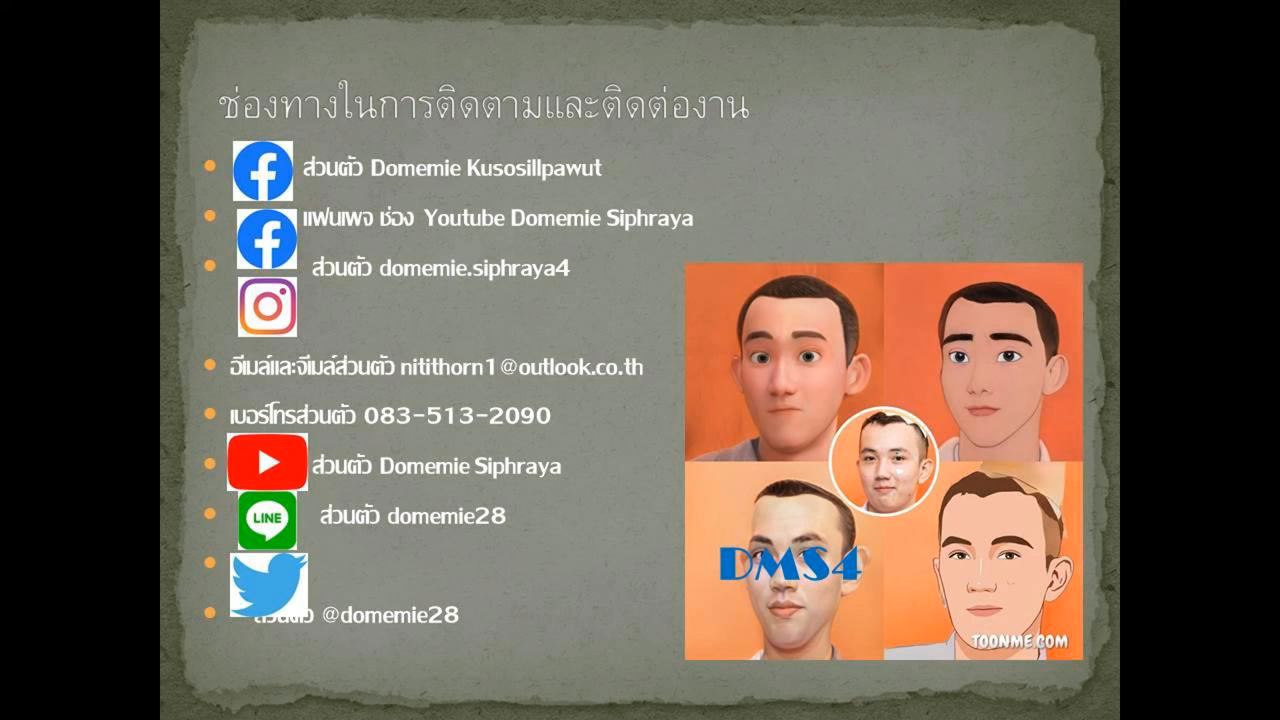 ช่องทางในการติดตามและติดต่องาน
ส่วนตัว Domemie Kusosillpawut
แฟนเพจ ช่อง Youtube Domemie Siphraya
ส่วนตัว domemie.siphraya4
อีเมล์และจีเมล์ส่วนตัว nitithorn1@outlook.co.th
เบอร์โทรส่วนตัว 083-513-2090
ส่วนตัว Domemie Siphraya
LINE
ส่วนตัว domemie28
ส่วนตัว @domemie28
DMS4
TOONME.COM